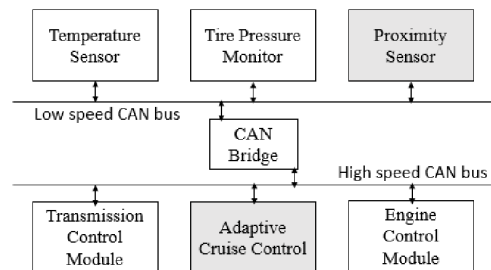 Temperature
Sensor
Tire Pressure
Monitor
Proximity
Sensor
Low speed CAN bus
CAN
Bridge
High speed CAN bus
Transmission
Control
Module
Adaptive
Cruise Control
Engine
Control
Module